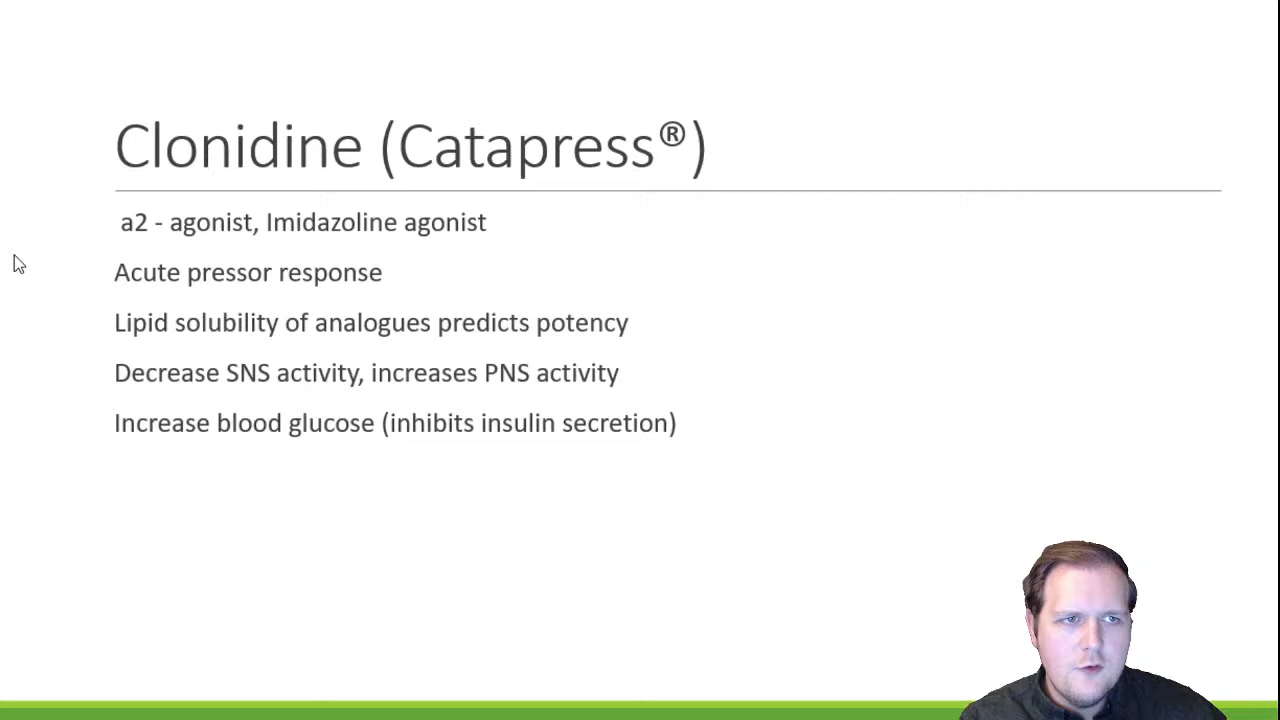 Clonidine (Catapress®)
a2 - agonist, Imidazoline agonist
Acute pressor response
Lipid solubility of analogues predicts potency
Decrease SNS activity, increases PNS activity
Increase blood glucose (inhibits insulin secretion)